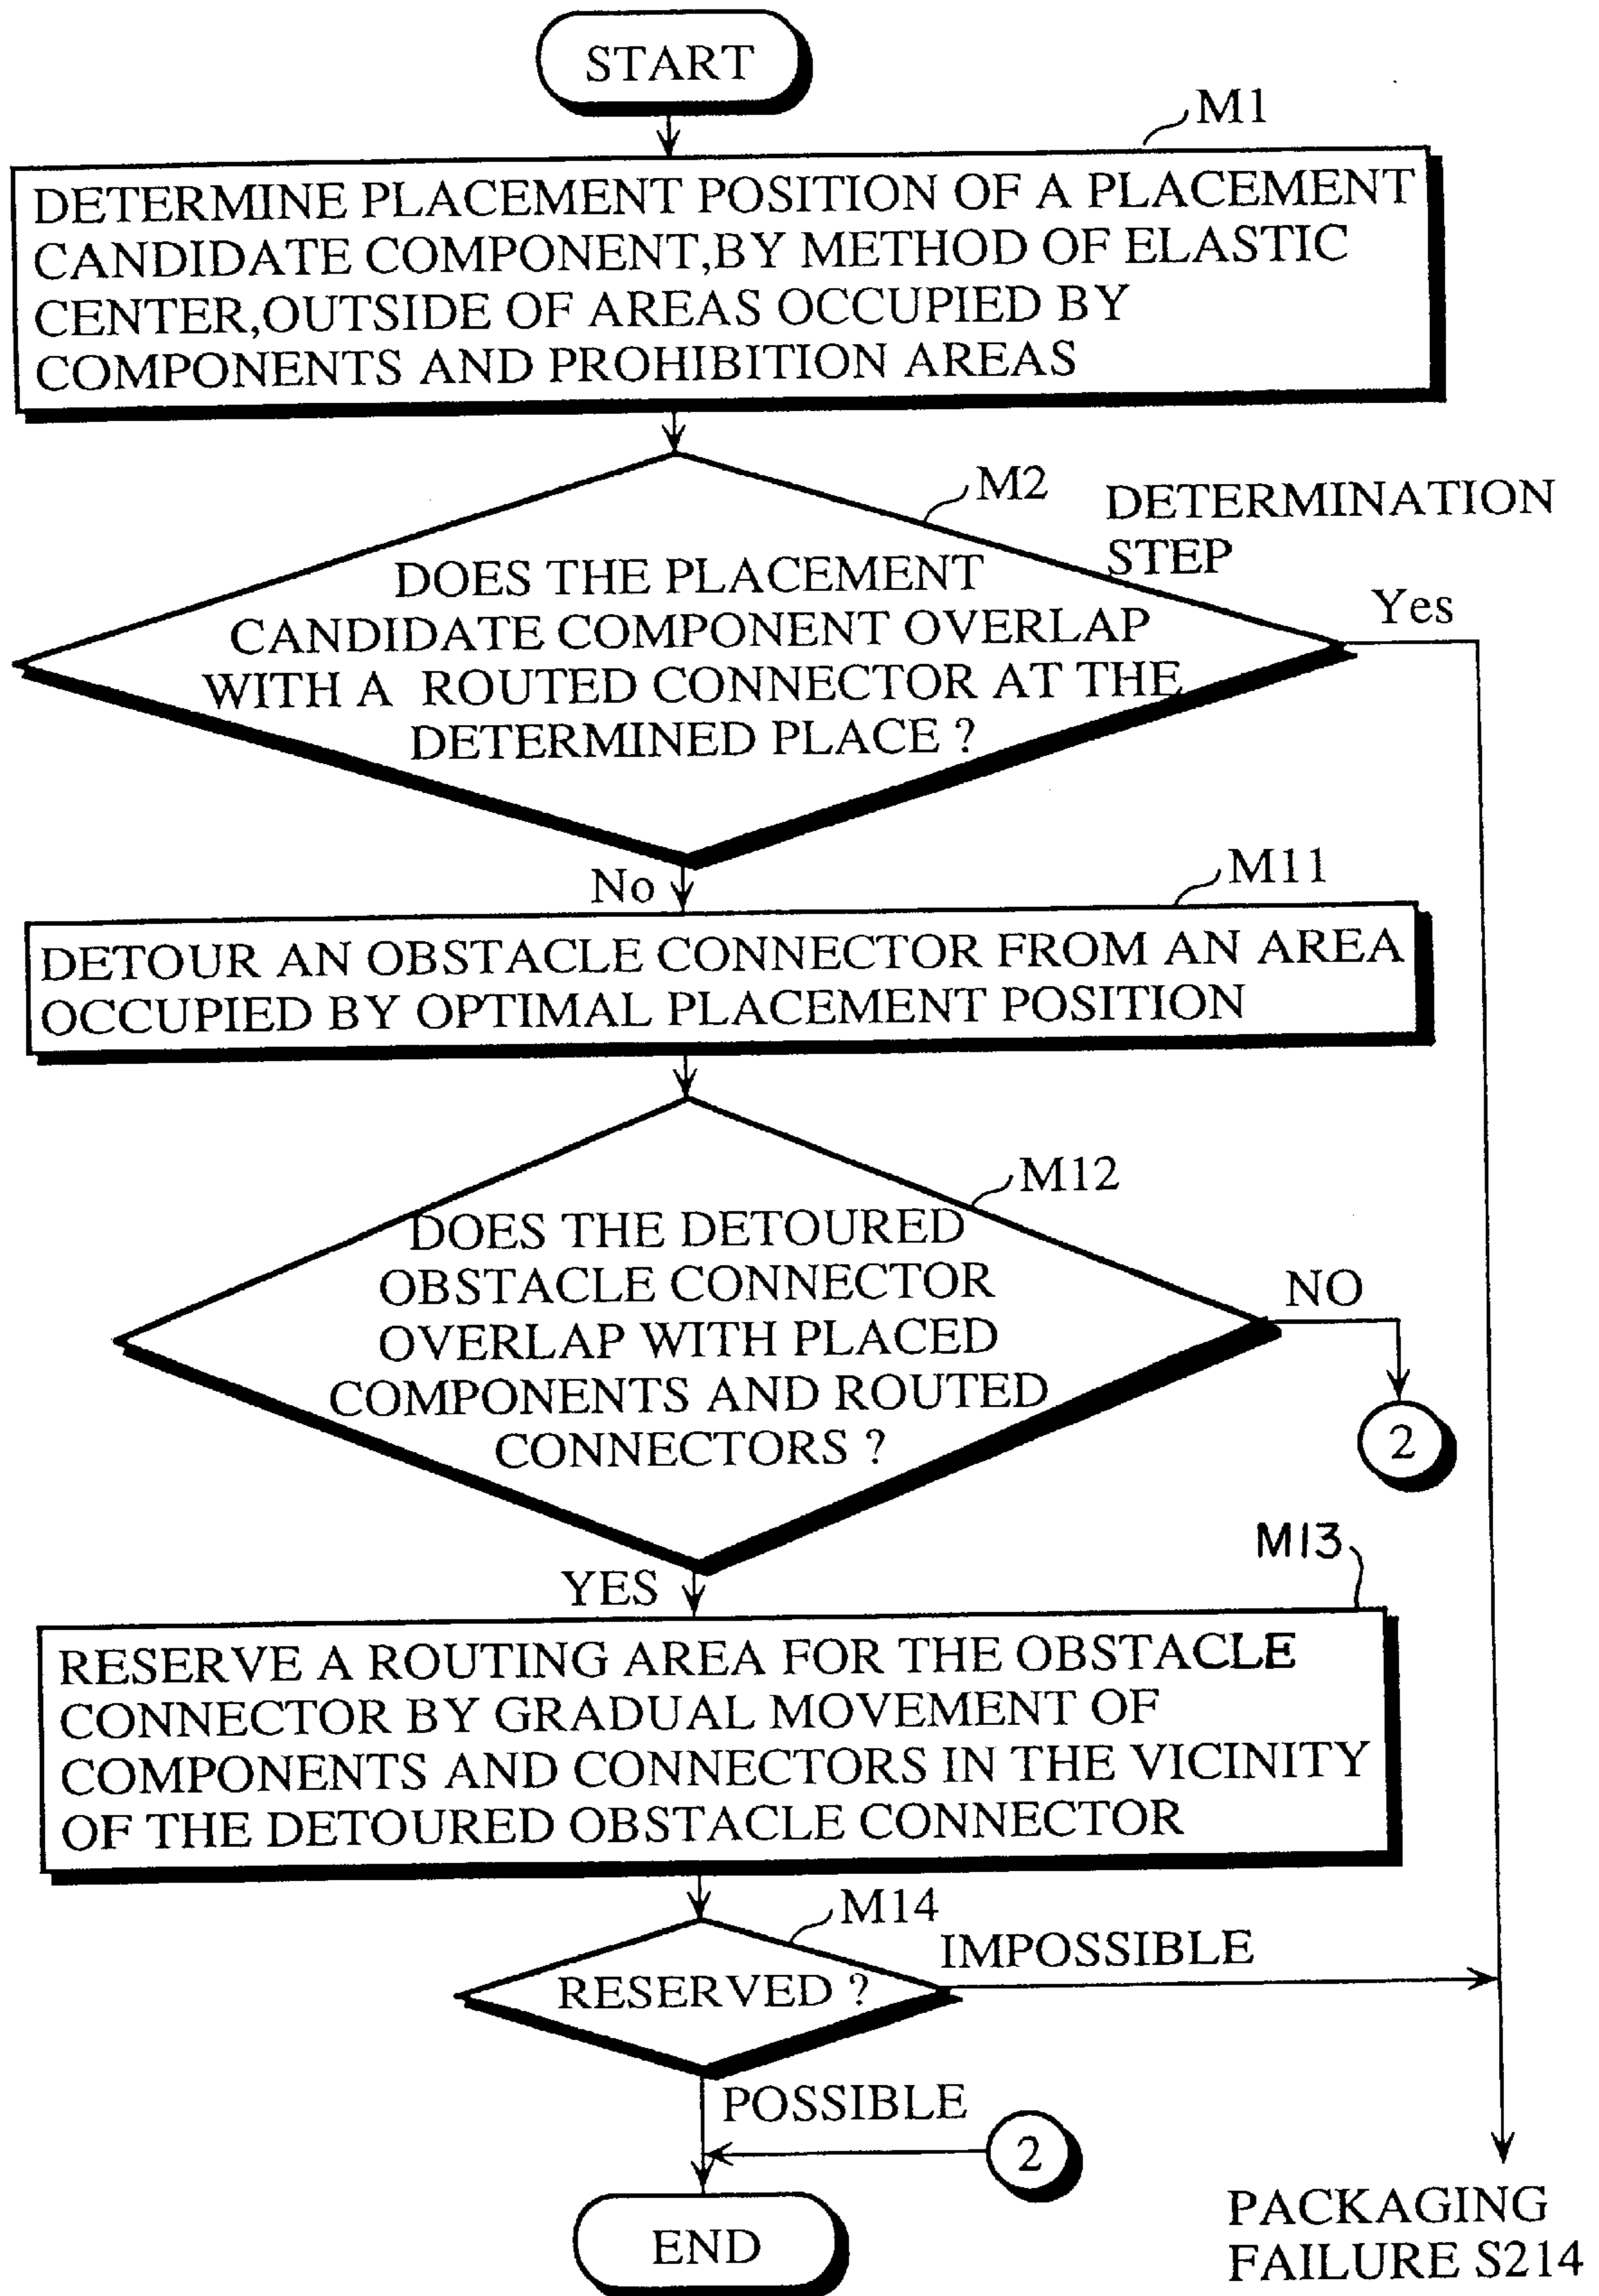 START
M1
DETERMINE PLACEMENT POSITION OF A PLACEMENT
CANDIDATE COMPONENT,BY METHOD OF ELASTIC
CENTER,OUTSIDE OF AREAS OCCUPIED BY
COMPONENTS AND PROHIBITION AREAS
M2
DETERMINATION
STEP
DOES THE PLACEMENT
CANDIDATE COMPONENT OVERLAP
WITH A ROUTED CONNECTOR AT THE
DETERMINED PLACE ?
Yes
No
M11
DETOUR AN OBSTACLE CONNECTOR FROM AN AREA
OCCUPIED BY OPTIMAL PLACEMENT POSITION
M12
DOES THE DETOURED
OBSTACLE CONNECTOR
OVERLAP WITH PLACED
COMPONENTS AND ROUTED
CONNECTORS ?
NO
2
YES
M13
RESERVE A ROUTING AREA FOR THE OBSTACLE
CONNECTOR BY GRADUAL MOVEMENT OF
COMPONENTS AND CONNECTORS IN THE VICINITY
OF THE DETOURED OBSTACLE CONNECTOR
M14
RESERVED ?
IMPOSSIBLE
POSSIBLE
2
END
PACKAGING
FAILURE S214